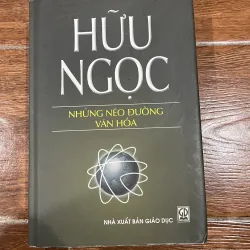 HỮU
NGỌC
NHỮNG NẺO ĐƯỜNG
VĂN HÓA
NHÀ XUẤT BẢN GIÁO DỤC